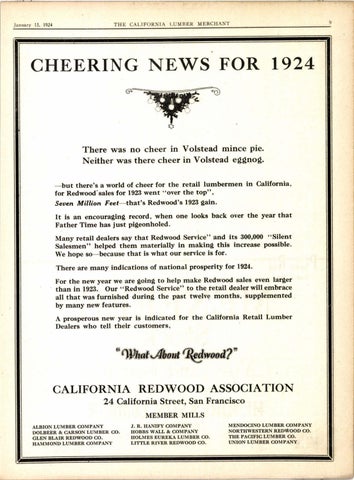 January 15, 1924 THE CALIFORNIA LUMBER MERCHANT 9
CHEERING NEWS FOR 1924
There was no cheer in Volstead mince pie.
Neither was there cheer in Volstead eggnog.
—but there's a world of cheer for the retail lumbermen in California,
for Redwood sales for 1923 went "over the top".
Seven Million Feet—that's Redwood's 1923 gain.
It is an encouraging record, when one looks back over the year that
Father Time has just pigeonholed.
Many retail dealers say that Redwood Service" and its 300,000 "Silent
Salesmen" helped them materially in making this increase possible.
We hope so—because that is what our service is for.
There are many indications of national prosperity for 1924.
For the new year we are going to help make Redwood sales even larger
than in 1923. Our "Redwood Service" to the retail dealer will embrace
all that was furnished during the past twelve months, supplemented
by many new features.
A prosperous new year is indicated for the California Retail Lumber
Dealers who tell their customers,
"What About Redwood?"
CALIFORNIA REDWOOD ASSOCIATION
24 California Street, San Francisco
MEMBER MILLS
ALBION LUMBER COMPANY J. R. HANIFY COMPANY MENDOCINO LUMBER COMPANY
DOLBEER & CARSON LUMBER CO. HOBBS WALL & COMPANY NORTHWESTERN REDWOOD CO.
GLEN BLAIR REDWOOD CO. HOLMES EUREKA LUMBER CO. THE PACIFIC LUMBER CO.
HAMMOND LUMBER COMPANY LITTLE RIVER REDWOOD CO. UNION LUMBER COMPANY